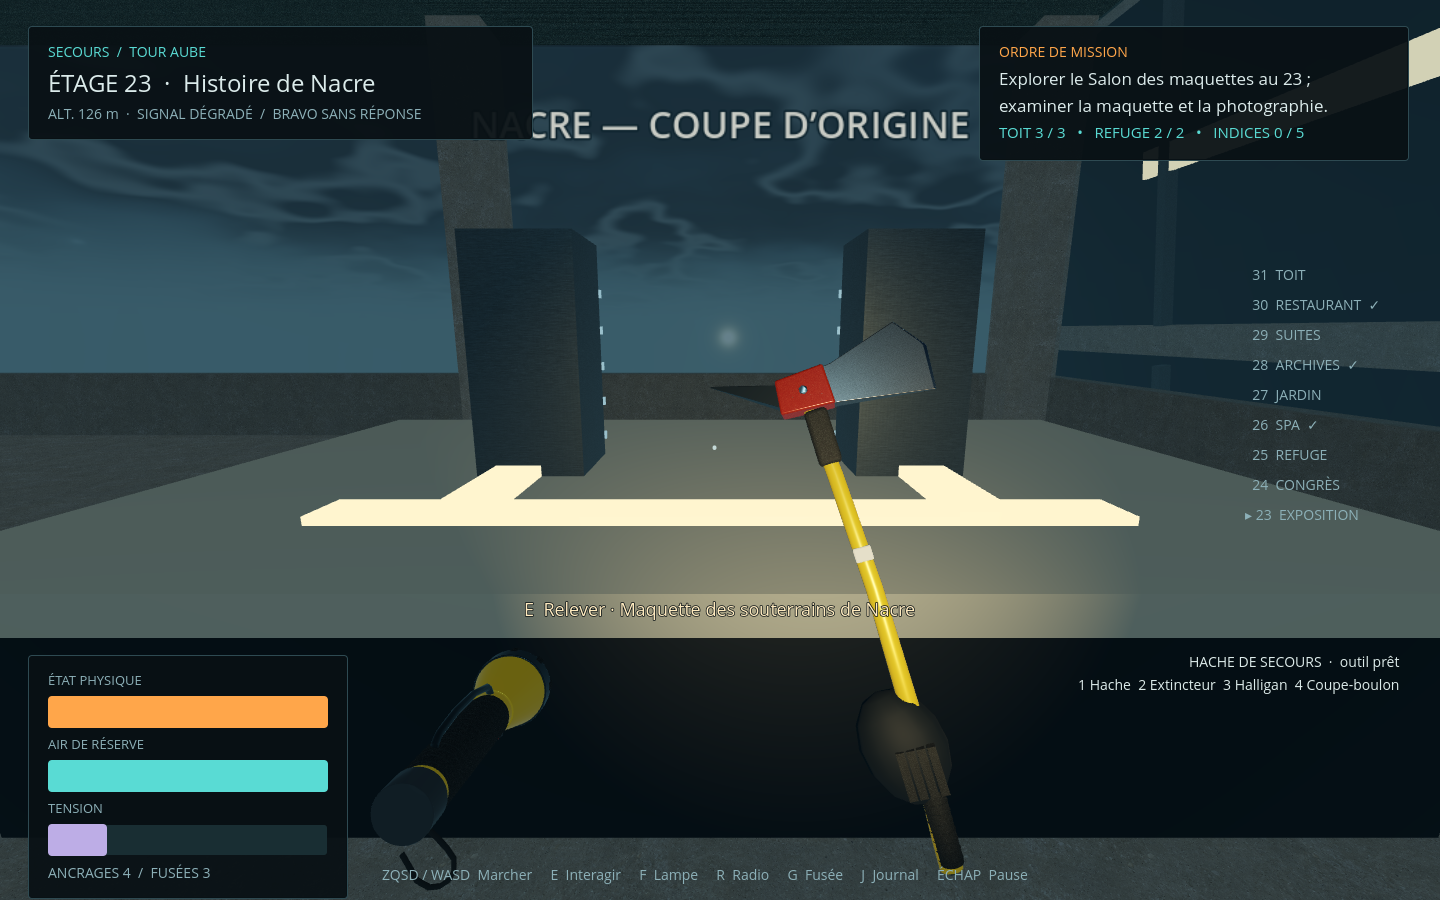 SECOURS / TOUR AUBE
ÉTAGE 23 · Histoire de Nacre
ALT. 126 m · SIGNAL DÉGRADÉ / BRAVO SANS RÉPONSE
NACRE — COUPE D’ORIGINE
ORDRE DE MISSION
Explorer le Salon des maquettes au 23 ;
examiner la maquette et la photographie.
TOIT 3 / 3 • REFUGE 2 / 2 • INDICES 0 / 5
31 TOIT
30 RESTAURANT ✓
29 SUITES
28 ARCHIVES ✓
27 JARDIN
26 SPA ✓
25 REFUGE
24 CONGRÈS
▸ 23 EXPOSITION
E Relever · Maquette des souterrains de Nacre
HACHE DE SECOURS · outil prêt
1 Hache 2 Extincteur 3 Halligan 4 Coupe-boulon
ÉTAT PHYSIQUE
AIR DE RÉSERVE
TENSION
ANCRAGES 4 / FUSÉES 3
ZQSD / WASD Marcher E Interagir F Lampe R Radio G Fusée J Journal ÉCHAP Pause